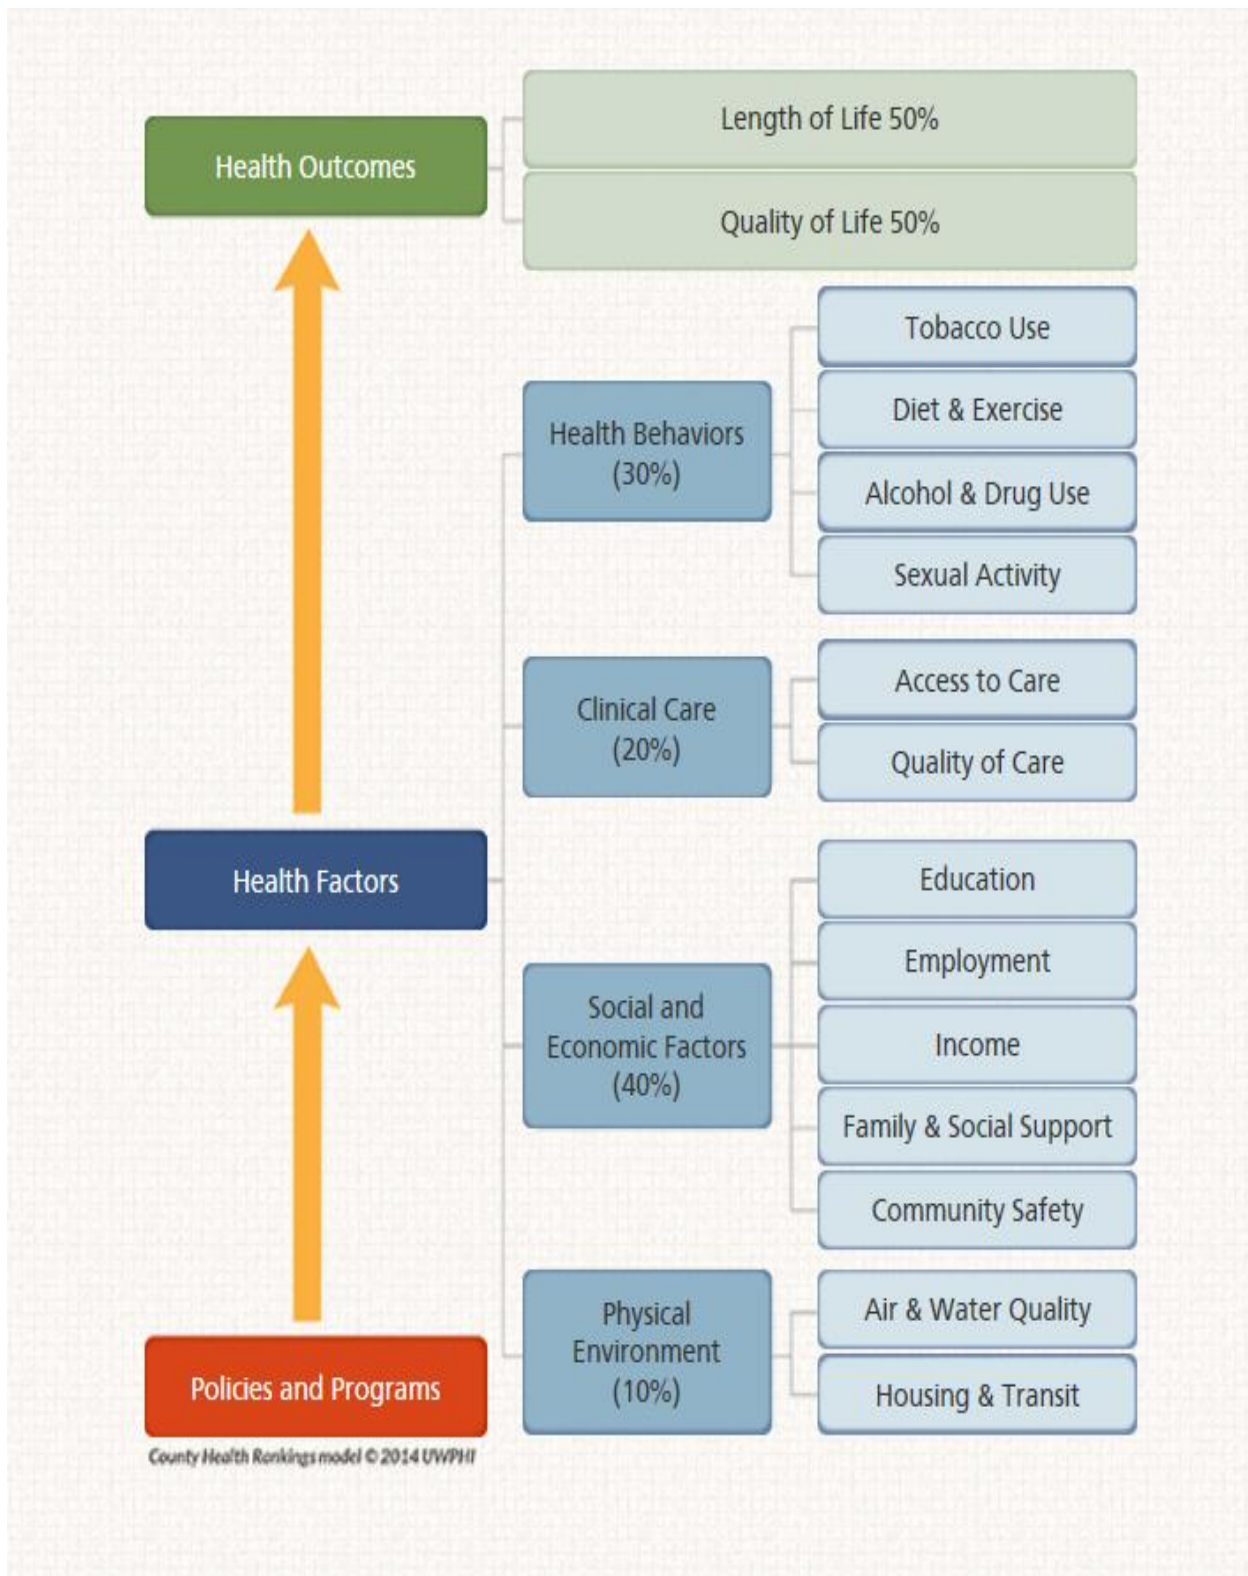 Health Outcomes
Length of Life 50%
Quality of Life 50%
Health Behaviors
(30%)
Tobacco Use
Diet & Exercise
Alcohol & Drug Use
Sexual Activity
Clinical Care
(20%)
Access to Care
Quality of Care
Health Factors
Social and
Economic Factors
(40%)
Education
Employment
Income
Family & Social Support
Community Safety
Physical
Environment
(10%)
Air & Water Quality
Housing & Transit
Policies and Programs
County Health Rankings model © 2014 UWPHI